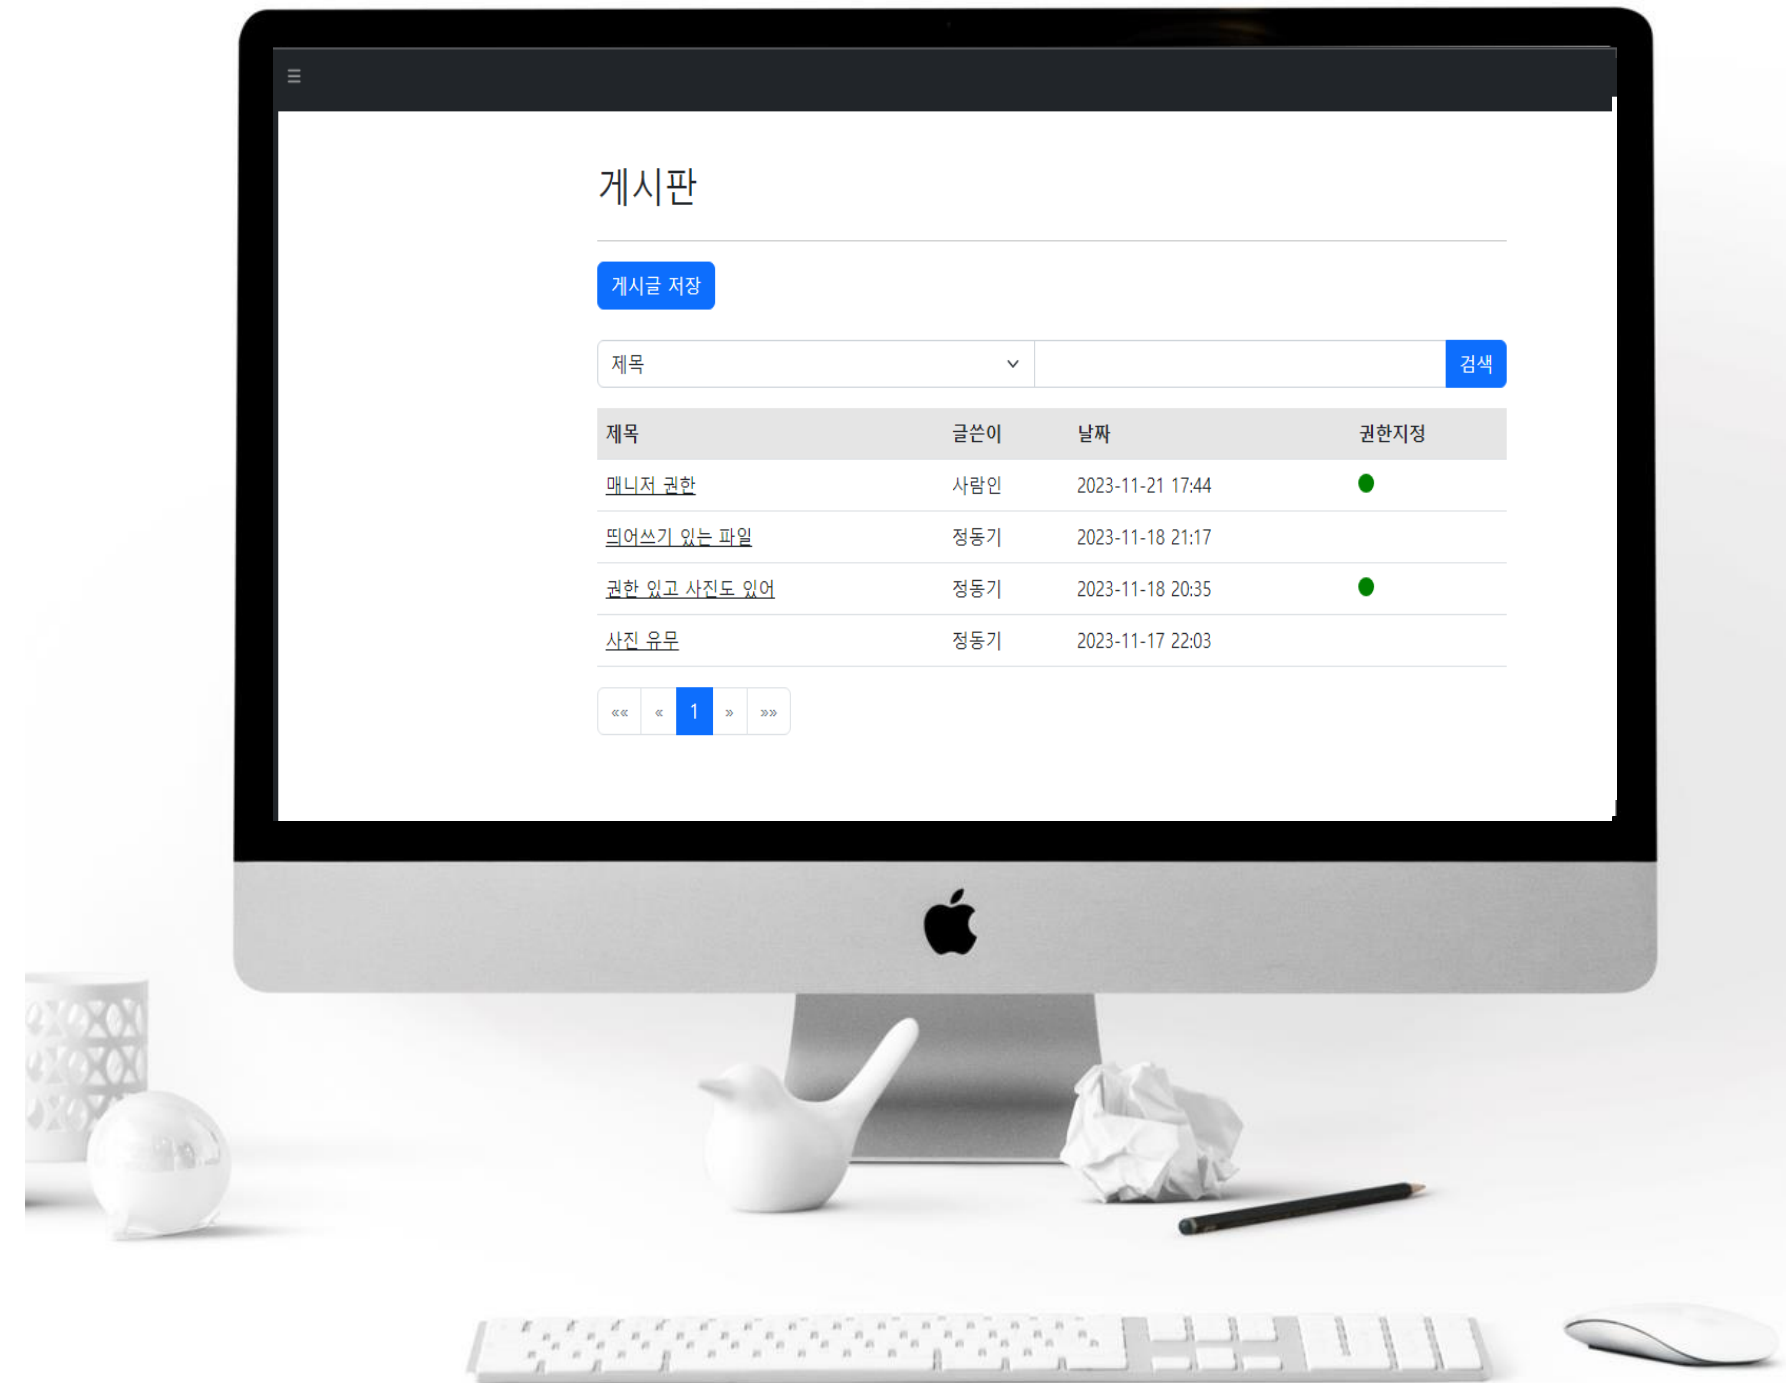 ☰
게시판
게시글 저장
제목 검색
제목 글쓴이 날짜 권한지정
매니저 권한 사람인 2023-11-21 17:44
띄어쓰기 있는 파일 정동기 2023-11-18 21:17
권한 있고 사진도 있어 정동기 2023-11-18 20:35
사진 유무 정동기 2023-11-17 22:03
«« « 1 » »»